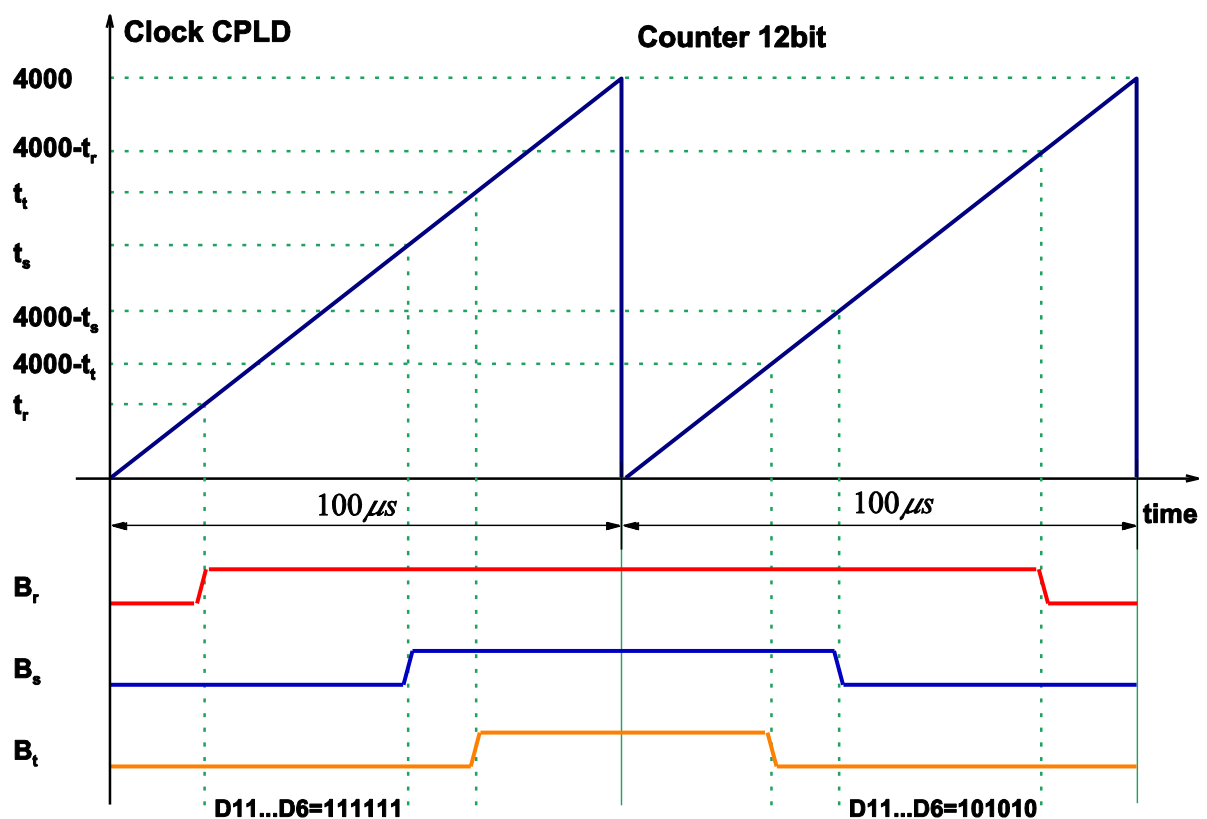 Clock CPLD
Counter 12bit
4000
4000-tr
tt
ts
4000-ts
4000-tt
tr
100μs
100μs
time
Br
Bs
Bt
D11...D6=111111
D11...D6=101010